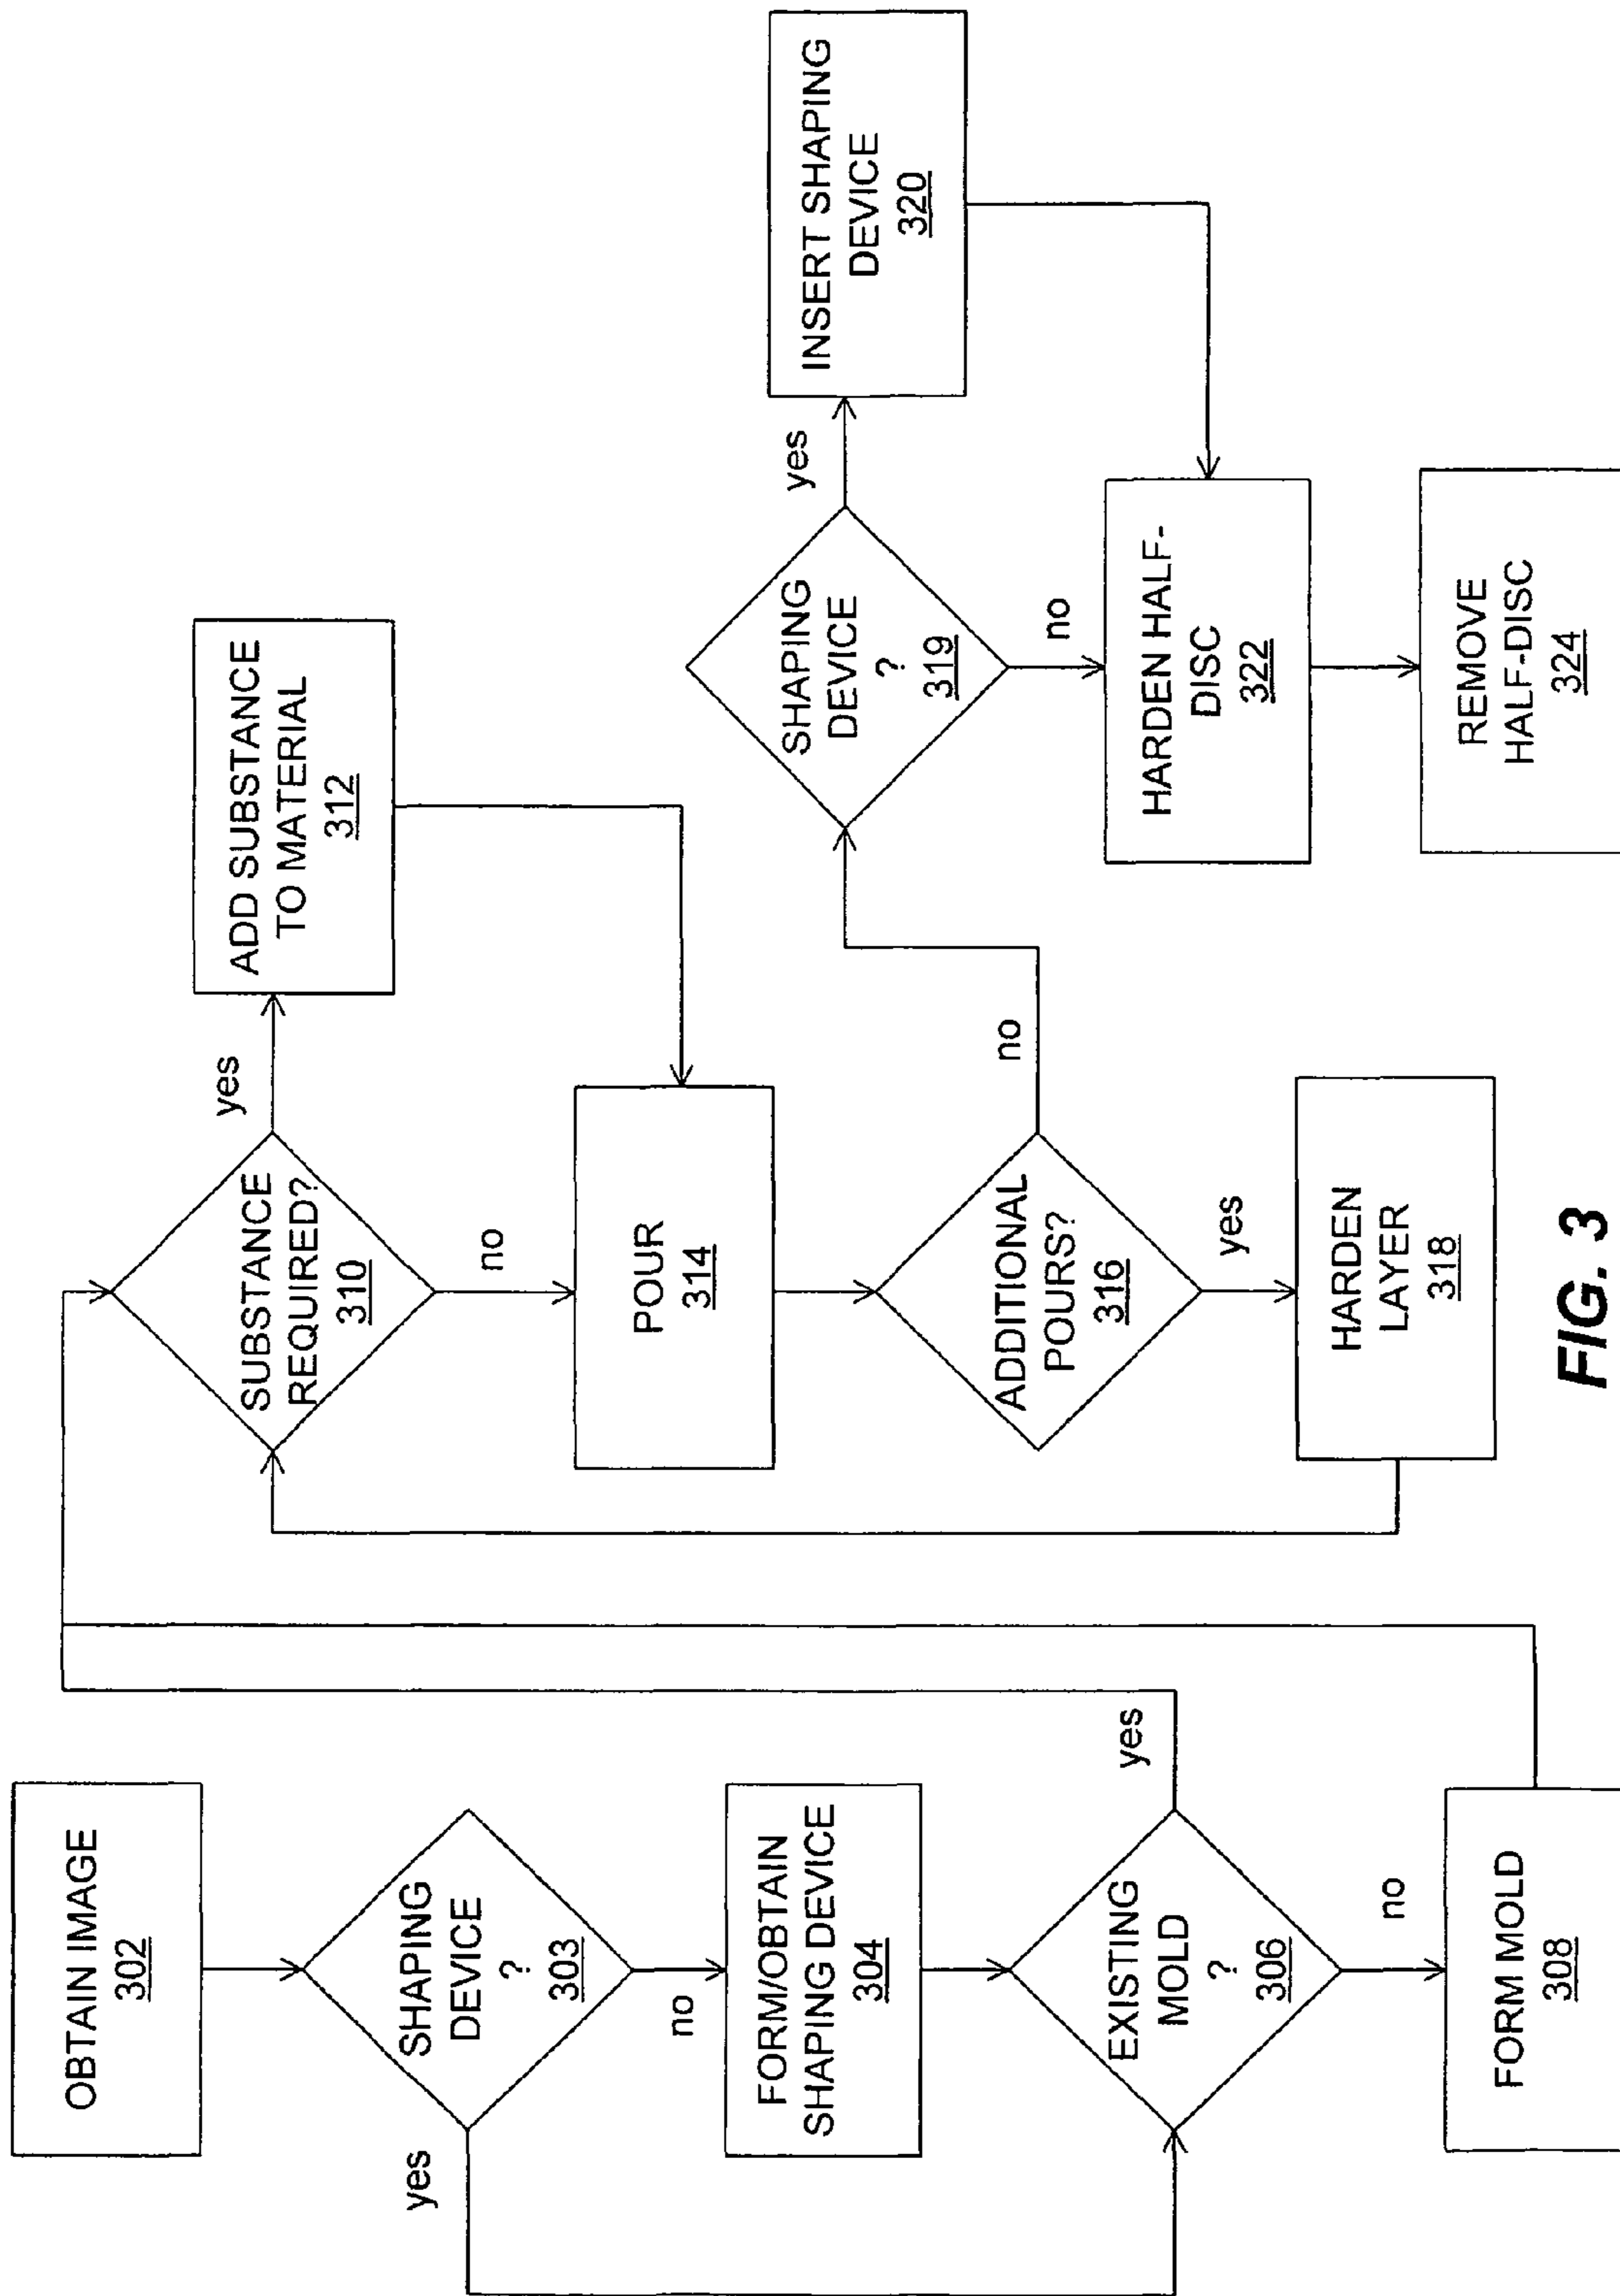 OBTAIN IMAGE
302
SHAPING
DEVICE
?
303
yes
no
FORM/OBTAIN
SHAPING DEVICE
304
EXISTING
MOLD
?
306
yes
no
FORM MOLD
308
SUBSTANCE
REQUIRED?
310
yes
no
ADD SUBSTANCE
TO MATERIAL
312
POUR
314
ADDITIONAL
POURS?
316
no
yes
HARDEN
LAYER
318
SHAPING
DEVICE
?
319
yes
no
INSERT SHAPING
DEVICE
320
HARDEN HALF-
DISC
322
REMOVE
HALF-DISC
324
FIG. 3